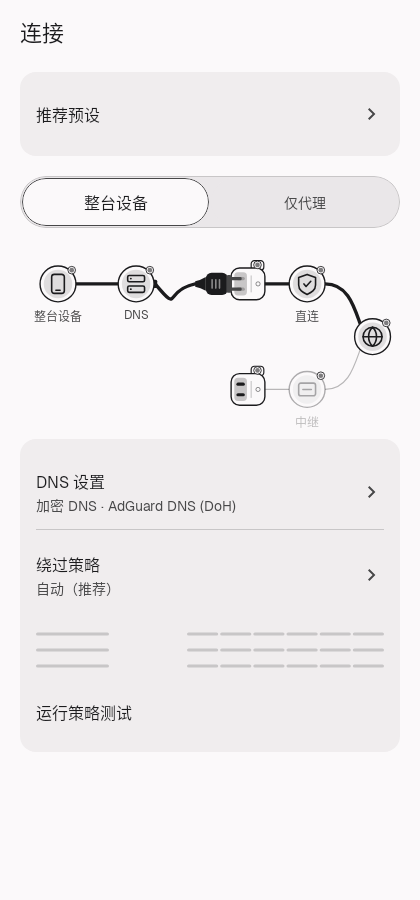 连接
推荐预设
整台设备
仅代理
整台设备
DNS
直连
中继
DNS 设置
加密 DNS · AdGuard DNS (DoH)
绕过策略
自动（推荐）
运行策略测试